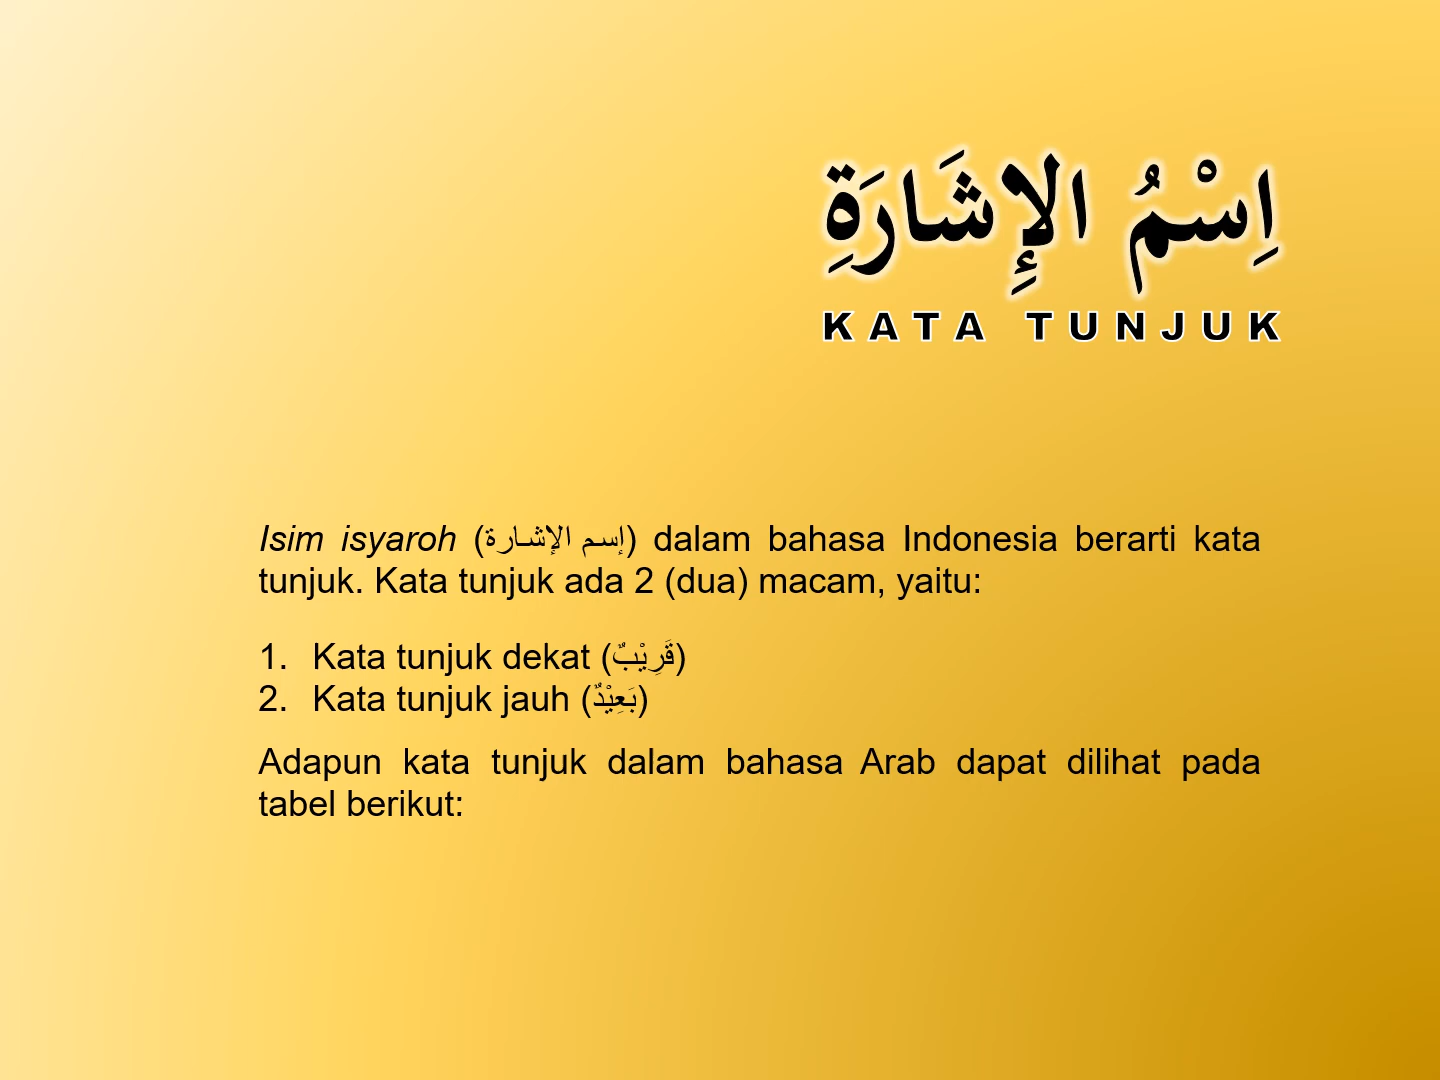 اِسْمُ الإِشَارَةِ
KATA TUNJUK
Isim isyaroh (إسم الإشارة) dalam bahasa Indonesia berarti kata
tunjuk. Kata tunjuk ada 2 (dua) macam, yaitu:
1. Kata tunjuk dekat (قَرِيْبٌ)
2. Kata tunjuk jauh (بَعِيْدٌ)
Adapun kata tunjuk dalam bahasa Arab dapat dilihat pada
tabel berikut: